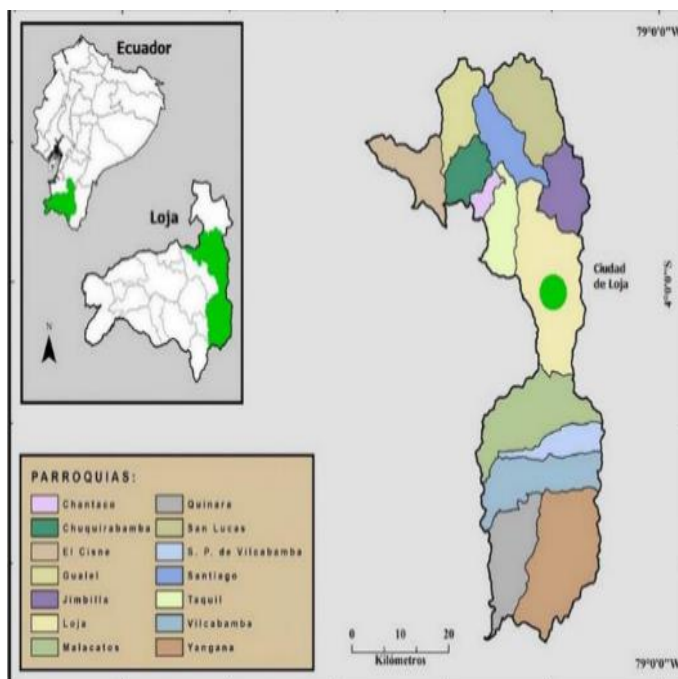 Ecuador
79°0'0"W
Loja
Ciudad
de Loja
4°0'0"S
N
PARROQUIAS:
Chantaco
Quinara
Chuquirabamba
San Lucas
El Cisne
S. P. de Vilcabamba
Gualel
Santiago
Jimbilla
Taquil
Loja
Vilcabamba
Malacatos
Yangana
0 10 20
Kilómetros
79°0'0"W